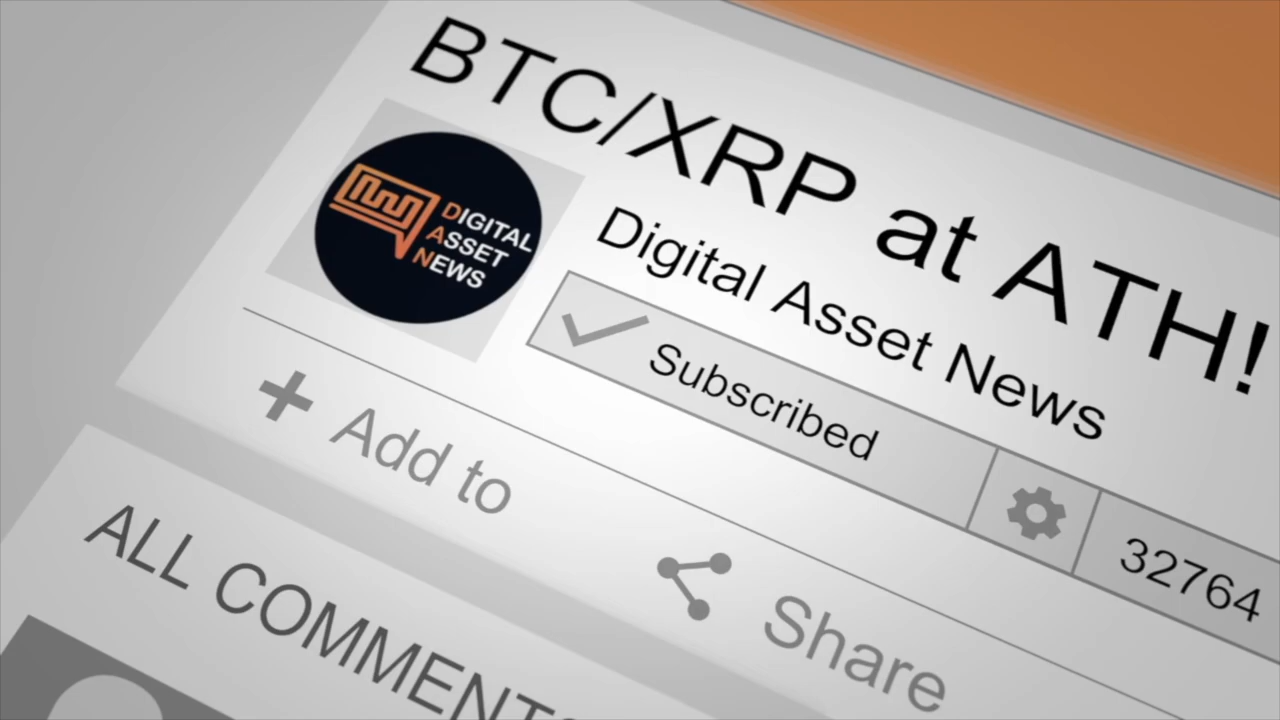 BTC/XRP at ATH!
DIGITAL
ASSET
NEWS
Digital Asset News
Subscribed
32764
Add to
Share
ALL COMMENTS